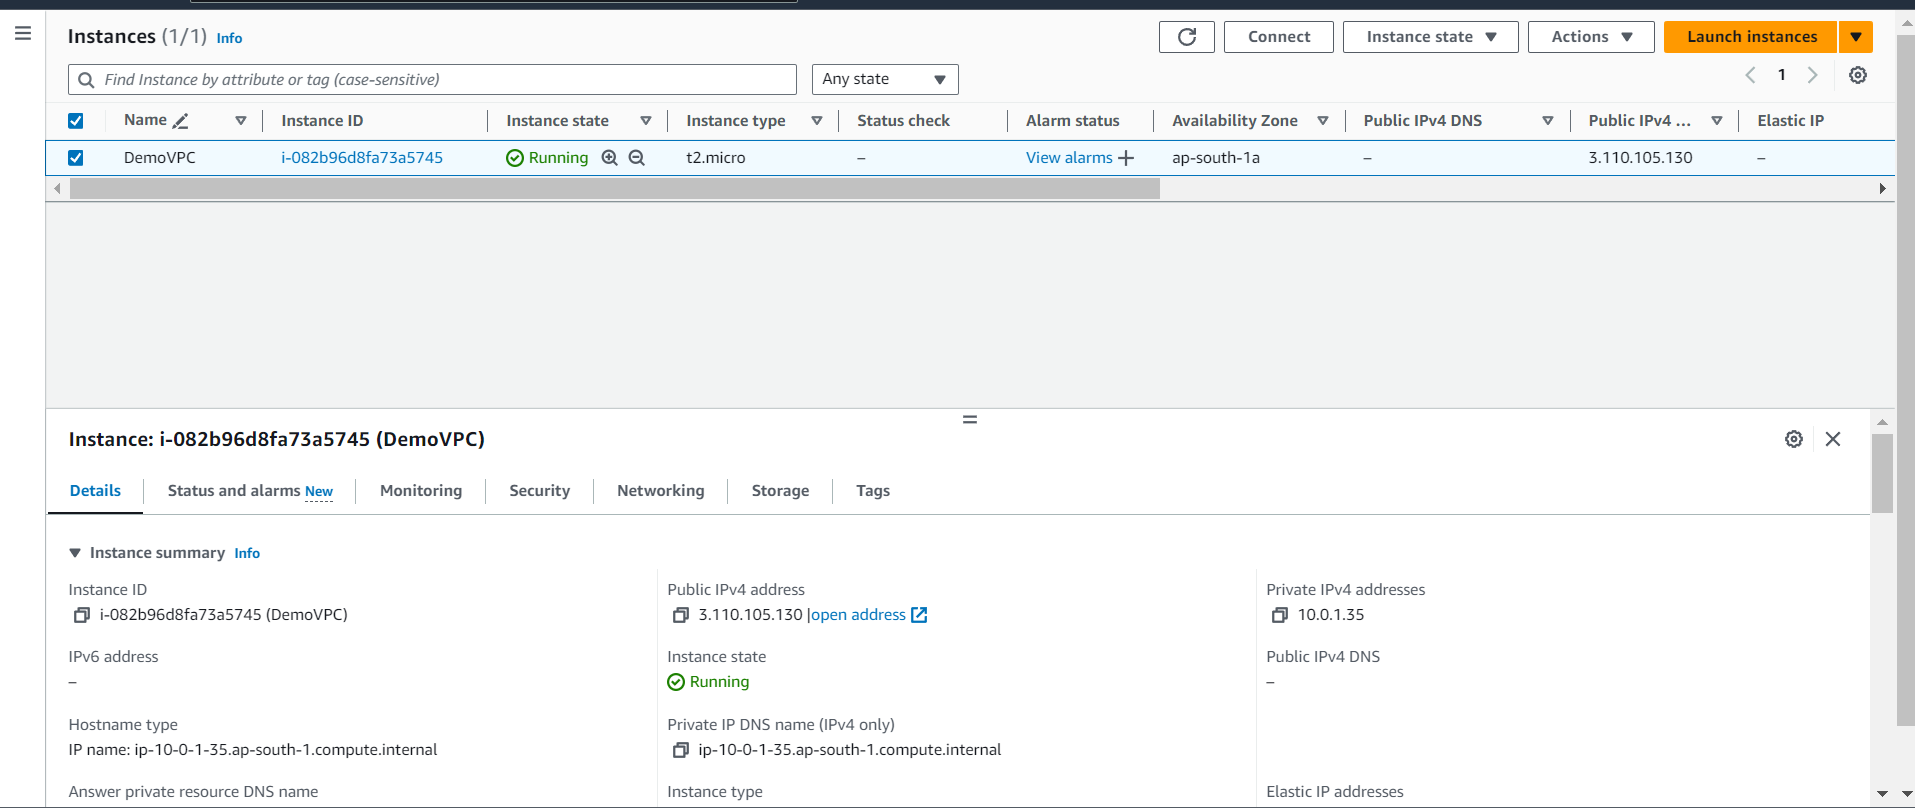 Instances (1/1) Info
Connect
Instance state
Actions
Launch instances
Find Instance by attribute or tag (case-sensitive)
Any state
1
Name Instance ID Instance state Instance type Status check Alarm status Availability Zone Public IPv4 DNS Public IPv4 ... Elastic IP
DemoVPC i-082b96d8fa73a5745 Running t2.micro – View alarms + ap-south-1a – 3.110.105.130 –
Instance: i-082b96d8fa73a5745 (DemoVPC)
Details Status and alarms New Monitoring Security Networking Storage Tags
Instance summary Info
Instance ID
i-082b96d8fa73a5745 (DemoVPC)
Public IPv4 address
3.110.105.130 |open address
Private IPv4 addresses
10.0.1.35
IPv6 address
–
Instance state
Running
Public IPv4 DNS
–
Hostname type
IP name: ip-10-0-1-35.ap-south-1.compute.internal
Private IP DNS name (IPv4 only)
ip-10-0-1-35.ap-south-1.compute.internal
Answer private resource DNS name
Instance type
Elastic IP addresses